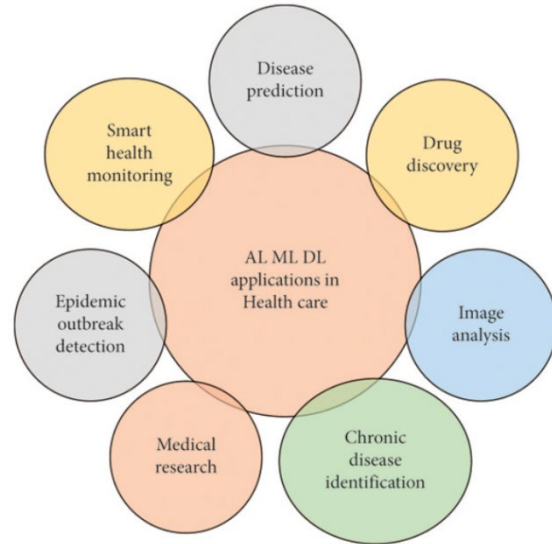 Disease
prediction
Smart
health
monitoring
Drug
discovery
AL ML DL
applications in
Health care
Epidemic
outbreak
detection
Image
analysis
Medical
research
Chronic
disease
identification